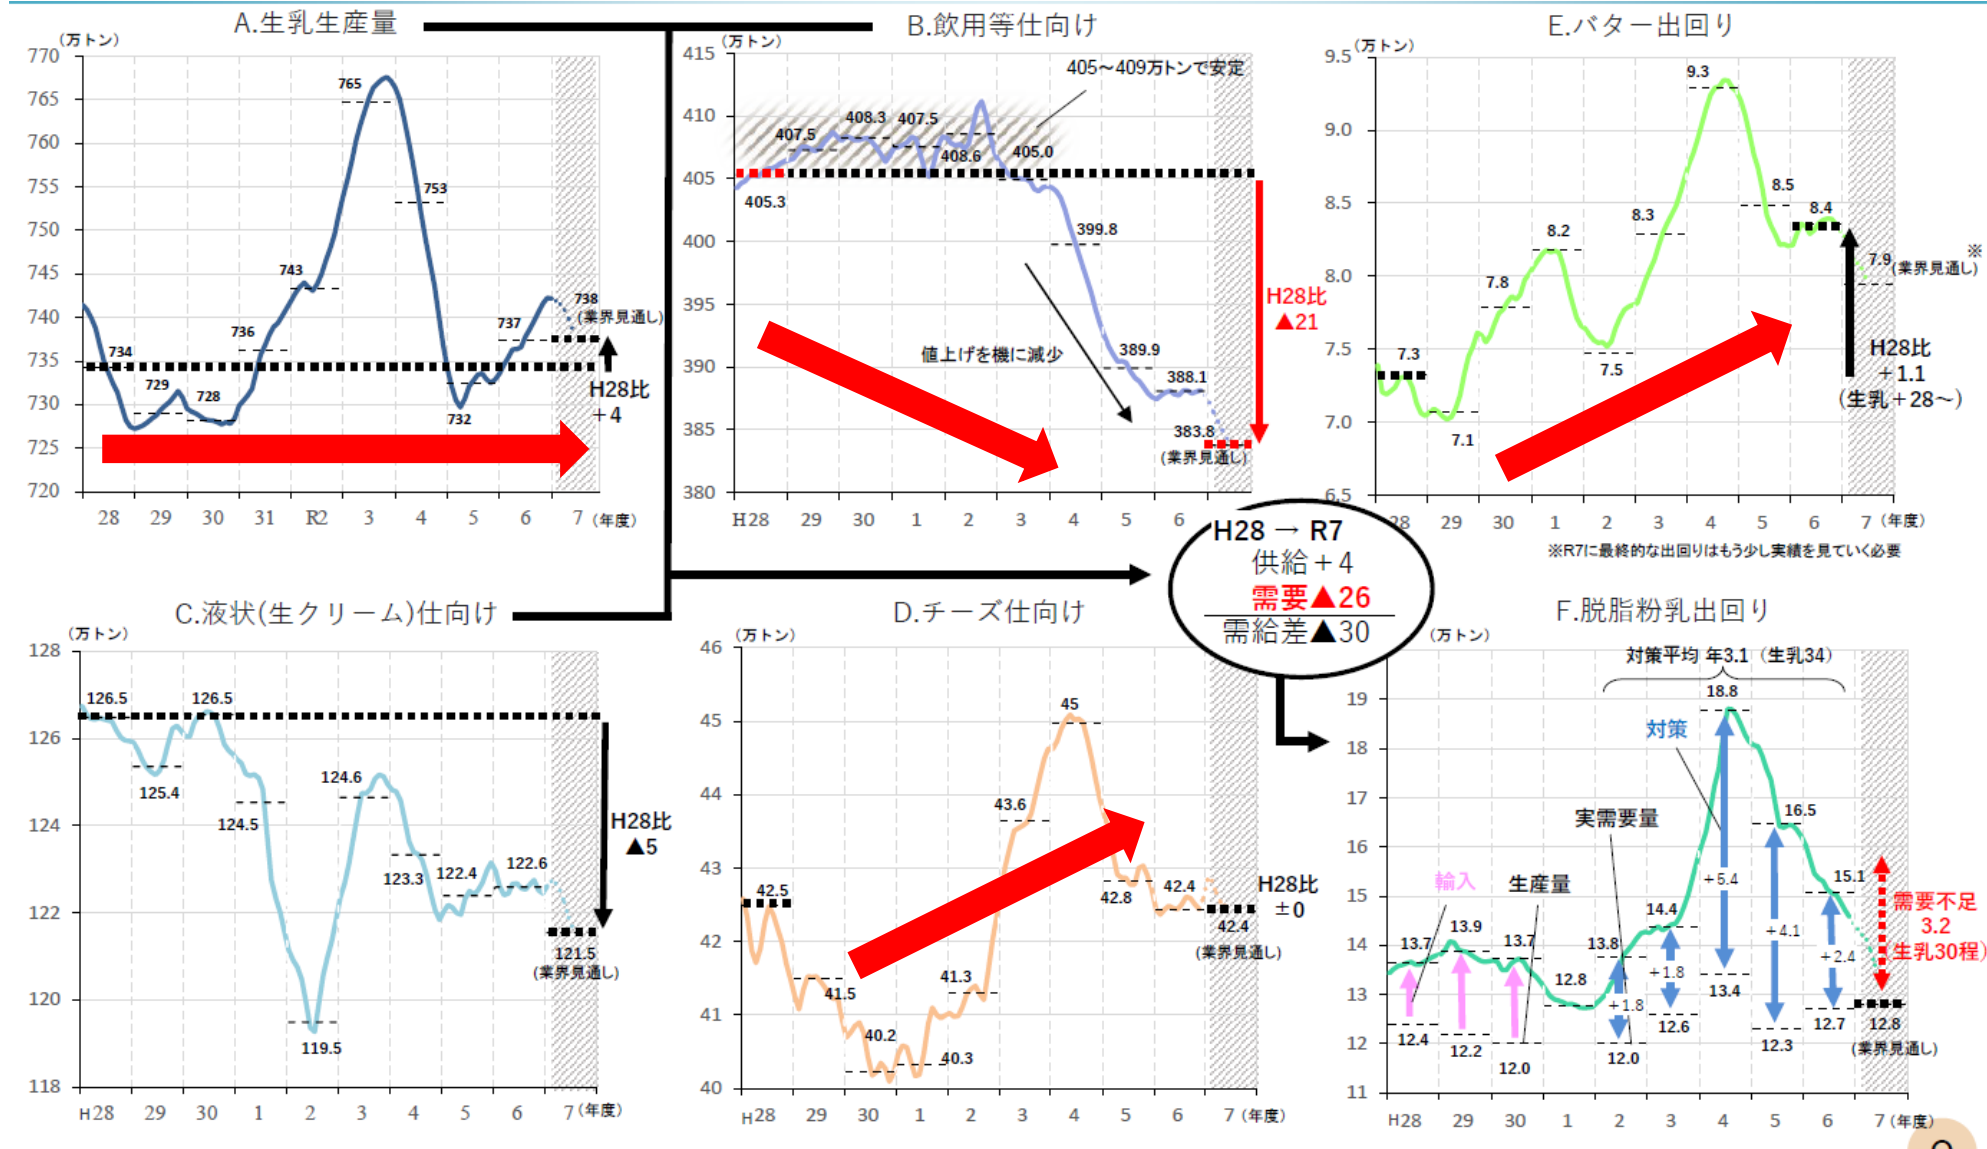 A.生乳生産量
(万トン)
770
765
760
755
750
745
740
735
730
725
720
734
729
728
736
743
765
753
732
737
738
(業界見通し)
H28比
+4
28 29 30 31 R2 3 4 5 6 7 (年度)
B.飲用等仕向け
(万トン)
415
410
405
400
395
390
385
380
405～409万トンで安定
405.3
407.5
408.3
407.5
408.6
405.0
399.8
389.9
388.1
383.8
(業界見通し)
値上げを機に減少
H28比
▲21
H28 29 30 1 2 3 4 5 6
E.バター出回り
(万トン)
9.5
9.0
8.5
8.0
7.5
7.0
6.5
7.3
7.1
7.8
8.2
7.5
8.3
9.3
8.5
8.4
7.9
(業界見通し)
※
H28比
+1.1
(生乳+28～)
28 29 30 1 2 3 4 5 6 7 (年度)
※R7に最終的な出回りはもう少し実績を見ていく必要
H28 → R7
供給+4
需要▲26
需給差▲30
C.液状(生クリーム)仕向け
(万トン)
128
126
124
122
120
118
126.5
125.4
126.5
124.5
119.5
124.6
123.3
122.4
122.6
121.5
(業界見通し)
H28比
▲5
H28 29 30 1 2 3 4 5 6 7 (年度)
D.チーズ仕向け
(万トン)
46
45
44
43
42
41
40
42.5
41.5
40.2
40.3
41.3
43.6
45
42.8
42.4
42.4
(業界見通し)
H28比
±0
H28 29 30 1 2 3 4 5 6 7 (年度)
F.脱脂粉乳出回り
(万トン)
対策平均 年3.1（生乳34）
19
18
17
16
15
14
13
12
11
対策
実需要量
輸入
生産量
13.7
13.9
13.7
12.8
13.8
14.4
18.8
16.5
15.1
+1.8
+1.8
+5.4
+4.1
+2.4
12.4
12.2
12.0
12.0
12.6
13.4
12.3
12.7
12.8
(業界見通し)
需要不足
3.2
生乳30程)
H28 29 30 1 2 3 4 5 6 7 (年度)